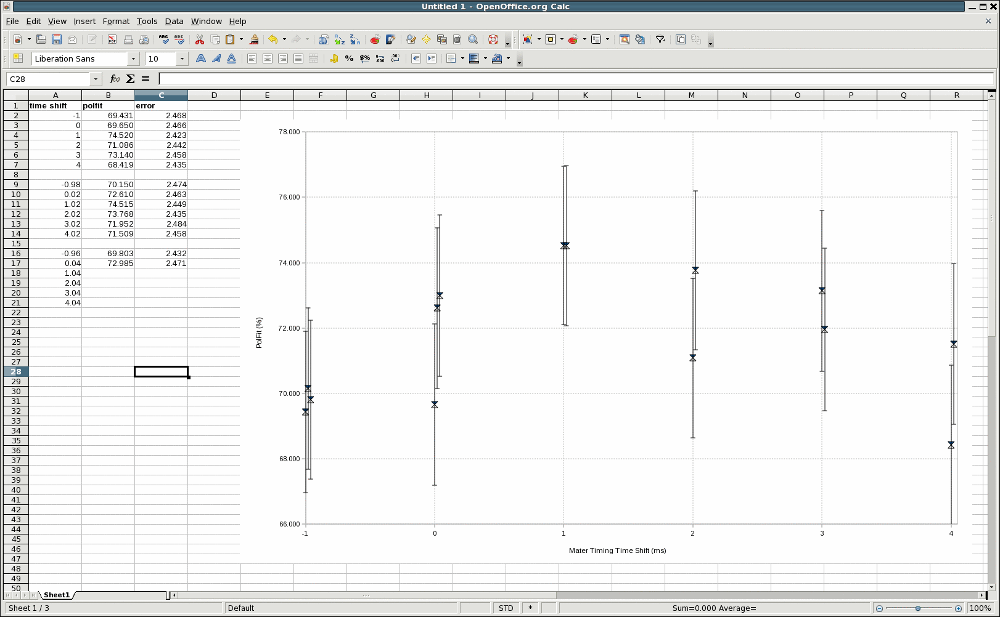 Untitled 1 - OpenOffice.org Calc
File Edit View Insert Format Tools Data Window Help
Liberation Sans 10
C28
A B C D E F G H I J K L M N O P Q R
1 time shift polfit error
2 -1 69.431 2.468
3 0 69.650 2.466
4 1 74.520 2.423
5 2 71.086 2.442
6 3 73.140 2.458
7 4 68.419 2.435
8
9 -0.98 70.150 2.474
10 0.02 72.610 2.463
11 1.02 74.515 2.449
12 2.02 73.768 2.435
13 3.02 71.952 2.484
14 4.02 71.509 2.458
15
16 -0.96 69.803 2.432
17 0.04 72.985 2.471
18 1.04
19 2.04
20 3.04
21 4.04
22
23
24
25
26
27
28
29
30
31
32
33
34
35
36
37
38
39
40
41
42
43
44
45
46
47
48
49
50
78.000
76.000
74.000
72.000
70.000
68.000
66.000
PolFit (%)
-1 0 1 2 3 4
Mater Timing Time Shift (ms)
Sheet1
Sheet 1 / 3 Default STD * Sum=0.000 Average= 100%